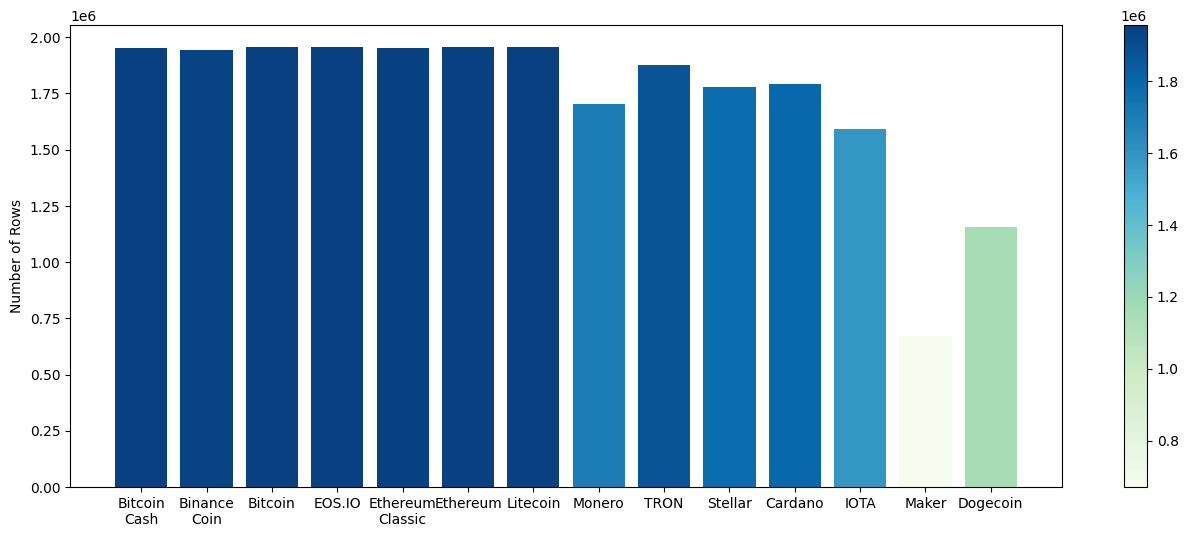 1e6
1e6
2.00
1.75
1.50
1.25
1.00
0.75
0.50
0.25
0.00
Number of Rows
Bitcoin
Cash
Binance
Coin
Bitcoin
EOS.IO
Ethereum
Classic
Ethereum
Litecoin
Monero
TRON
Stellar
Cardano
IOTA
Maker
Dogecoin
1.8
1.6
1.4
1.2
1.0
0.8